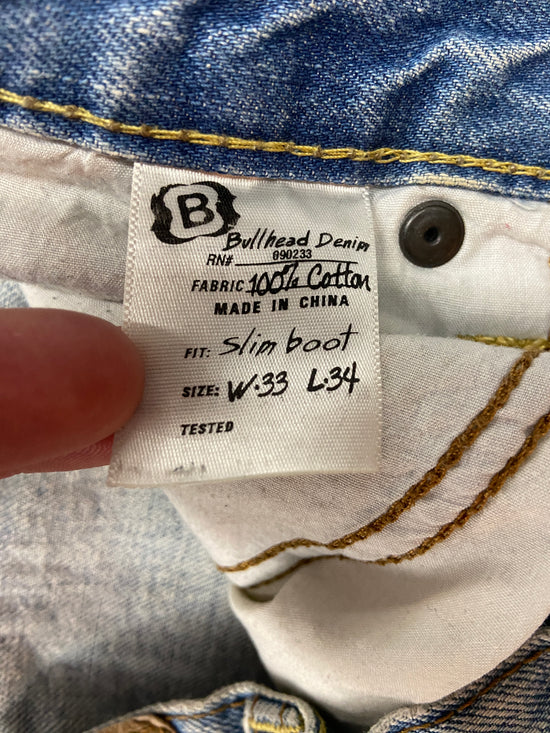 B
Bullhead Denim
RN# 090233
FABRIC 100% Cotton
MADE IN CHINA
FIT: Slim boot
SIZE: W.33 L.34
TESTED